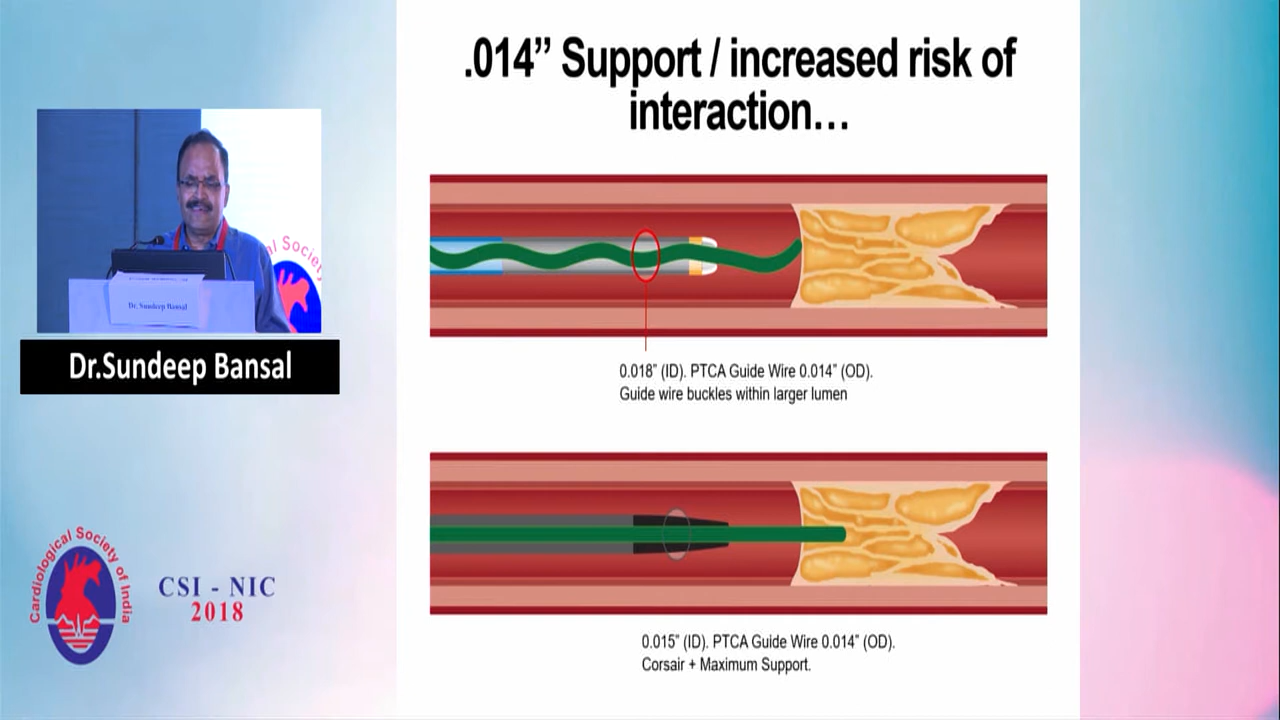 .014” Support / increased risk of
interaction…
0.018” (ID). PTCA Guide Wire 0.014” (OD).
Guide wire buckles within larger lumen
0.015” (ID). PTCA Guide Wire 0.014” (OD).
Corsair + Maximum Support.
Society
Dr. Sundeep Bansal
Dr.Sundeep Bansal
Cardiological Society of India
CSI - NIC
2018